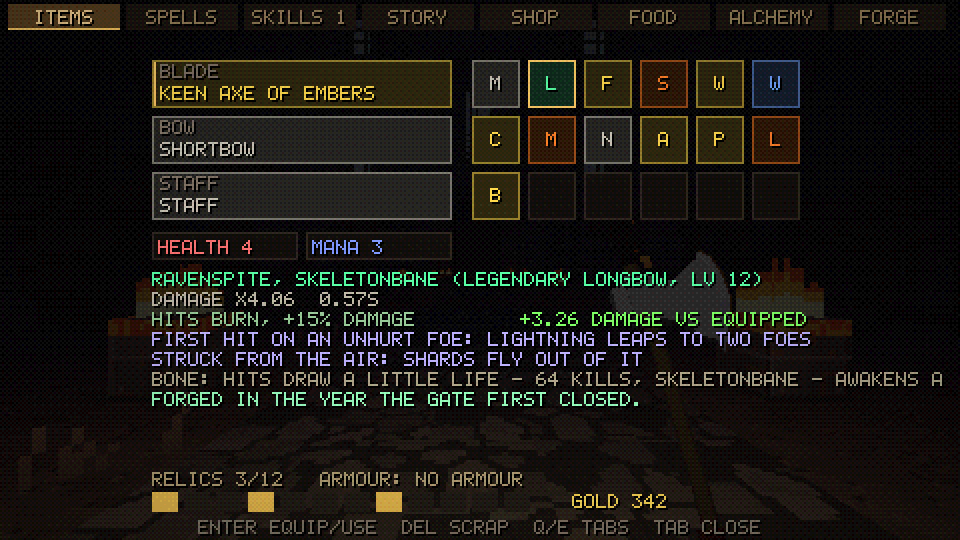 ITEMS SPELLS SKILLS 1 STORY SHOP FOOD ALCHEMY FORGE
BLADE
KEEN AXE OF EMBERS
M L F S W W
BOW
SHORTBOW
C M N A P L
STAFF
STAFF
B
HEALTH 4 MANA 3
RAVENSPITE, SKELETONBANE (LEGENDARY LONGBOW, LV 12)
DAMAGE X4.06 0.57S
HITS BURN, +15% DAMAGE +3.26 DAMAGE VS EQUIPPED
FIRST HIT ON AN UNHURT FOE: LIGHTNING LEAPS TO TWO FOES
STRUCK FROM THE AIR: SHARDS FLY OUT OF IT
BONE: HITS DRAW A LITTLE LIFE - 64 KILLS, SKELETONBANE - AWAKENS A
FORGED IN THE YEAR THE GATE FIRST CLOSED.
RELICS 3/12 ARMOUR: NO ARMOUR
GOLD 342
ENTER EQUIP/USE DEL SCRAP Q/E TABS TAB CLOSE